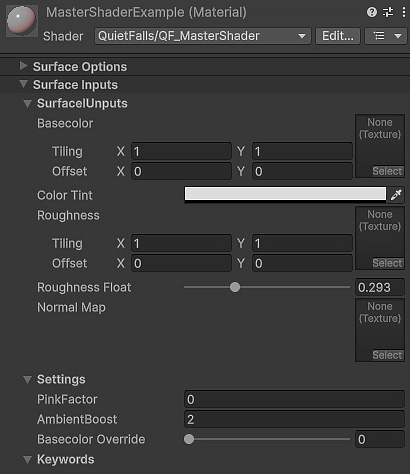 MasterShaderExample (Material)
Shader QuietFalls/QF_MasterShader Edit...
Surface Options
Surface Inputs
SurfacelUnputs
Basecolor None (Texture)
Tiling X 1 Y 1
Offset X 0 Y 0 Select
Color Tint
Roughness None (Texture)
Tiling X 1 Y 1
Offset X 0 Y 0 Select
Roughness Float 0.293
Normal Map None (Texture)
Select
Settings
PinkFactor 0
AmbientBoost 2
Basecolor Override 0
Keywords